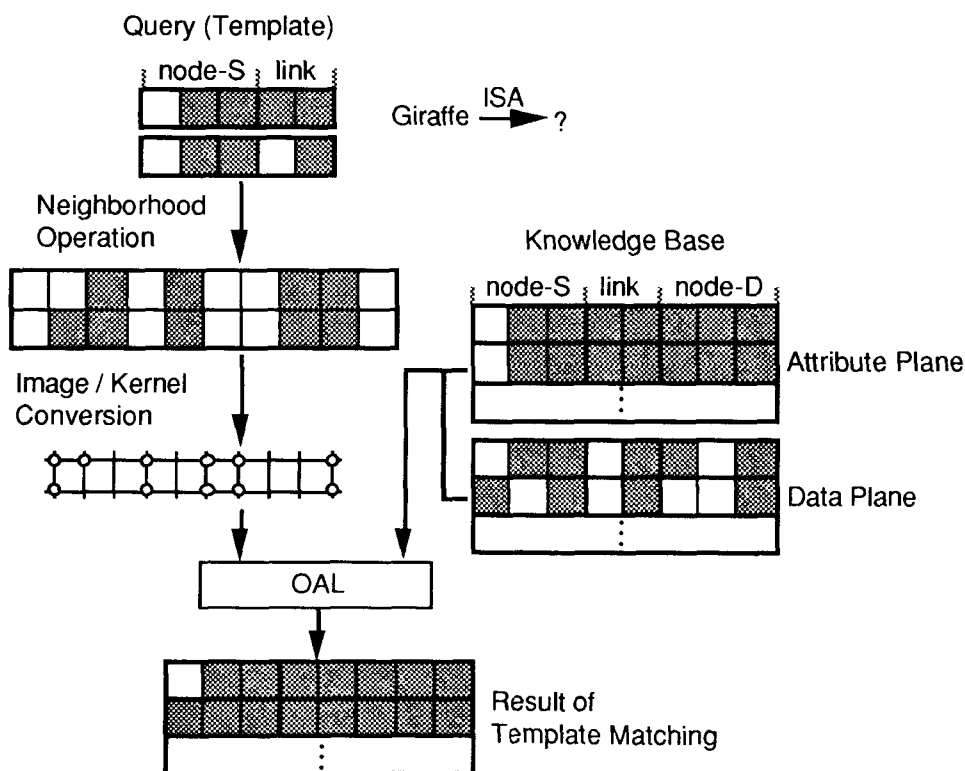 Query (Template)
node-S link
Giraffe ISA ?
Neighborhood
Operation
Knowledge Base
node-S link node-D
Attribute Plane
Image / Kernel
Conversion
Data Plane
OAL
Result of
Template Matching